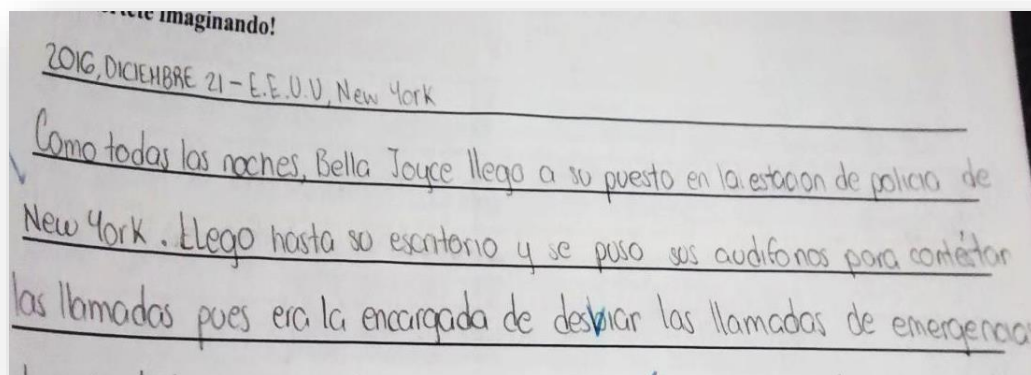 imaginando!
2016, DICIEMBRE 21 - E.E.U.U, New York
Como todas las noches, Bella Joyce llego a su puesto en la estacion de policia de
New York. Llego hasta su escritorio y se puso sus audifonos para contéstar
las llamadas pues era la encargada de desviar las llamadas de emergencia